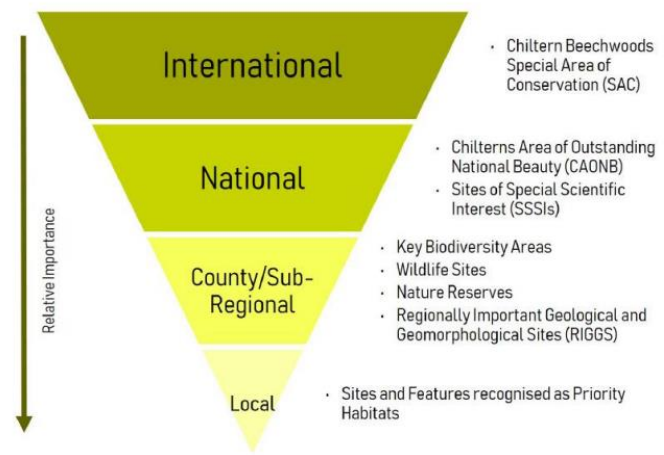 International
· Chiltern Beechwoods
Special Area of
Conservation (SAC)
National
· Chilterns Area of Outstanding
National Beauty (CAONB)
· Sites of Special Scientific
Interest (SSSIs)
Relative Importance
County/Sub-
Regional
· Key Biodiversity Areas
· Wildlife Sites
· Nature Reserves
· Regionally Important Geological and
Geomorphological Sites (RIGGS)
Local
· Sites and Features recognised as Priority
Habitats